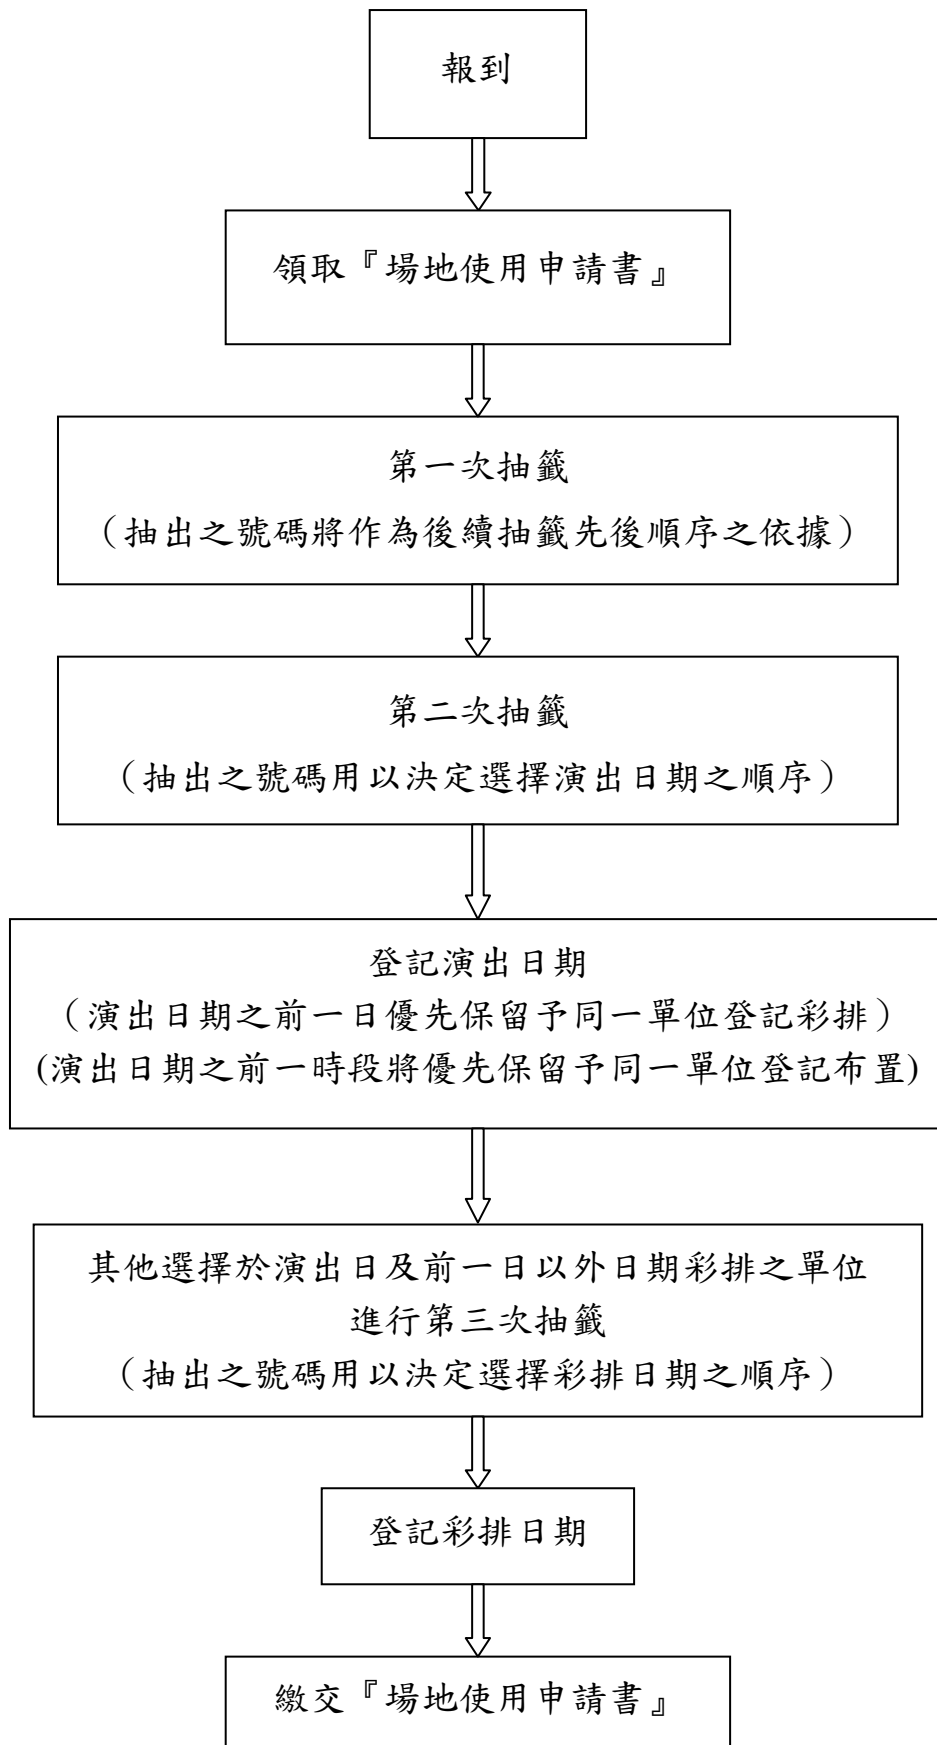 報到
領取『場地使用申請書』
第一次抽籤
（抽出之號碼將作為後續抽籤先後順序之依據）
第二次抽籤
（抽出之號碼用以決定選擇演出日期之順序）
登記演出日期
（演出日期之前一日優先保留予同一單位登記彩排）
(演出日期之前一時段將優先保留予同一單位登記布置)
其他選擇於演出日及前一日以外日期彩排之單位
進行第三次抽籤
（抽出之號碼用以決定選擇彩排日期之順序）
登記彩排日期
繳交『場地使用申請書』